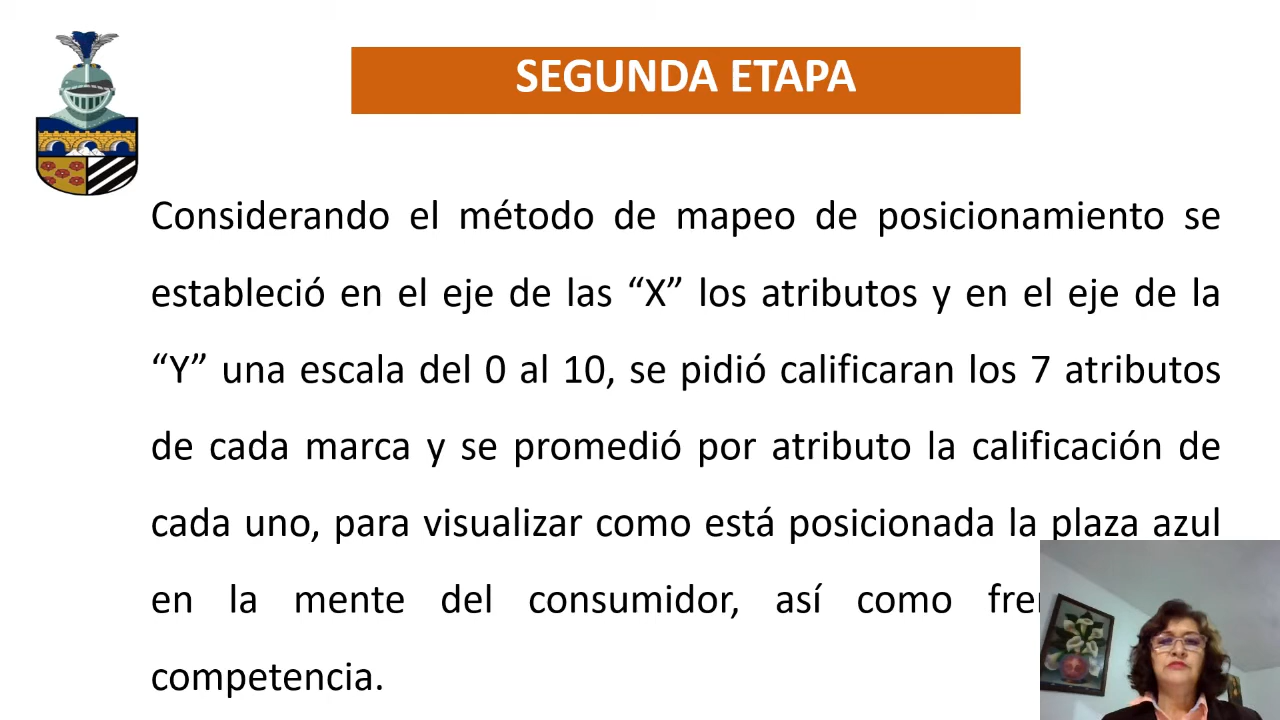 SEGUNDA ETAPA
Considerando el método de mapeo de posicionamiento se
estableció en el eje de las “X” los atributos y en el eje de la
“Y” una escala del 0 al 10, se pidió calificaran los 7 atributos
de cada marca y se promedió por atributo la calificación de
cada uno, para visualizar como está posicionada la plaza azul
en la mente del consumidor, así como
competencia.